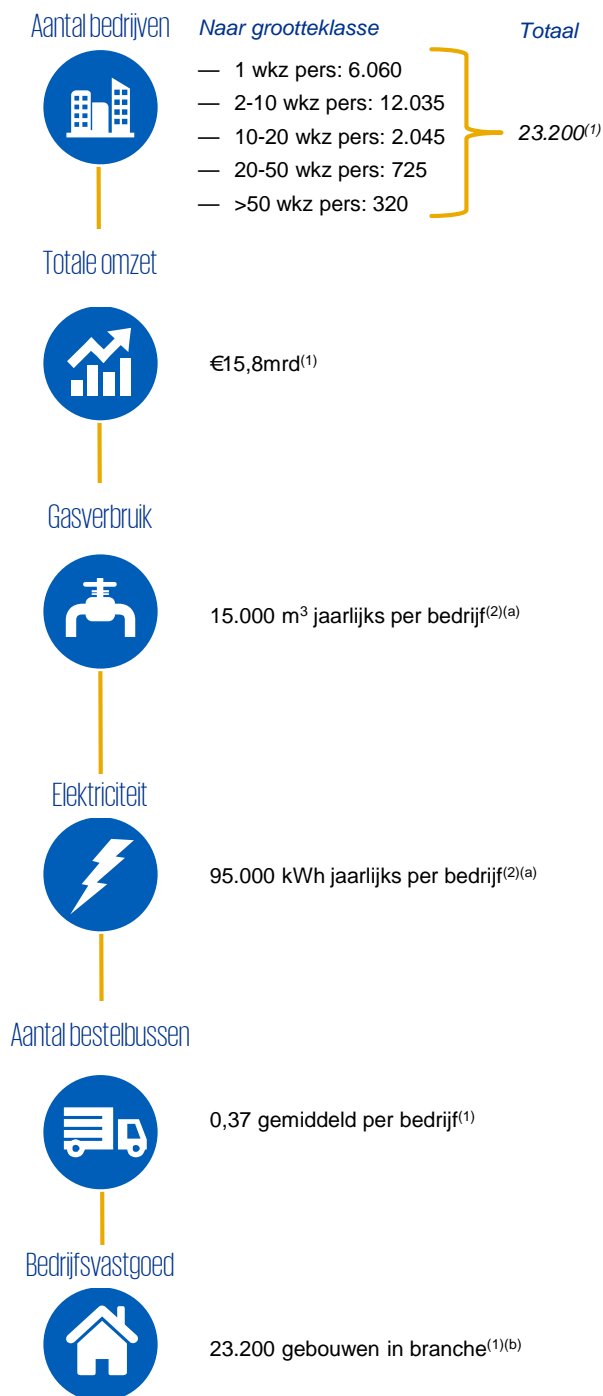 Aantal bedrijven
Naar grootteklasse
Totaal
— 1 wkz pers: 6.060
— 2-10 wkz pers: 12.035
— 10-20 wkz pers: 2.045
— 20-50 wkz pers: 725
— >50 wkz pers: 320
23.200(1)
Totale omzet
€15,8mrd(1)
Gasverbruik
15.000 m³ jaarlijks per bedrijf(2)(a)
Elektriciteit
95.000 kWh jaarlijks per bedrijf(2)(a)
Aantal bestelbussen
0,37 gemiddeld per bedrijf(1)
Bedrijfsvastgoed
23.200 gebouwen in branche(1)(b)